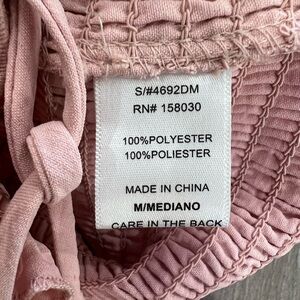 S/#4692DM
RN# 158030
100%POLYESTER
100%POLIESTER
MADE IN CHINA
M/MEDIANO
CARE IN THE BACK